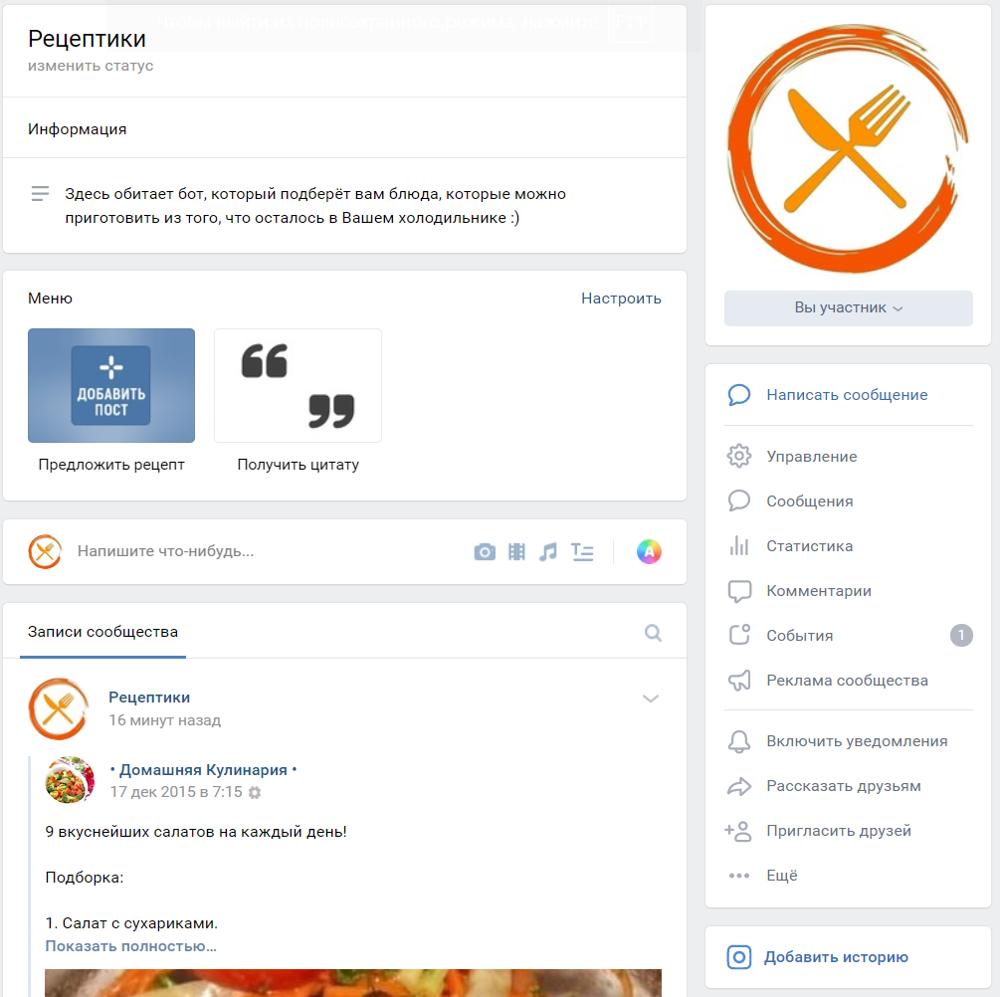 Чтобы выйти из полноэкранного режима, нажмите F11
Рецептики
изменить статус
Информация
Здесь обитает бот, который подберёт вам блюда, которые можно
приготовить из того, что осталось в Вашем холодильнике :)
Меню
Настроить
ДОБАВИТЬ
ПОСТ
Предложить рецепт
Получить цитату
Напишите что-нибудь...
A
Записи сообщества
Рецептики
16 минут назад
• Домашняя Кулинария •
17 дек 2015 в 7:15
9 вкуснейших салатов на каждый день!
Подборка:
1. Салат с сухариками.
Показать полностью...
Вы участник
Написать сообщение
Управление
Сообщения
Статистика
Комментарии
События
1
Реклама сообщества
Включить уведомления
Рассказать друзьям
Пригласить друзей
Ещё
Добавить историю